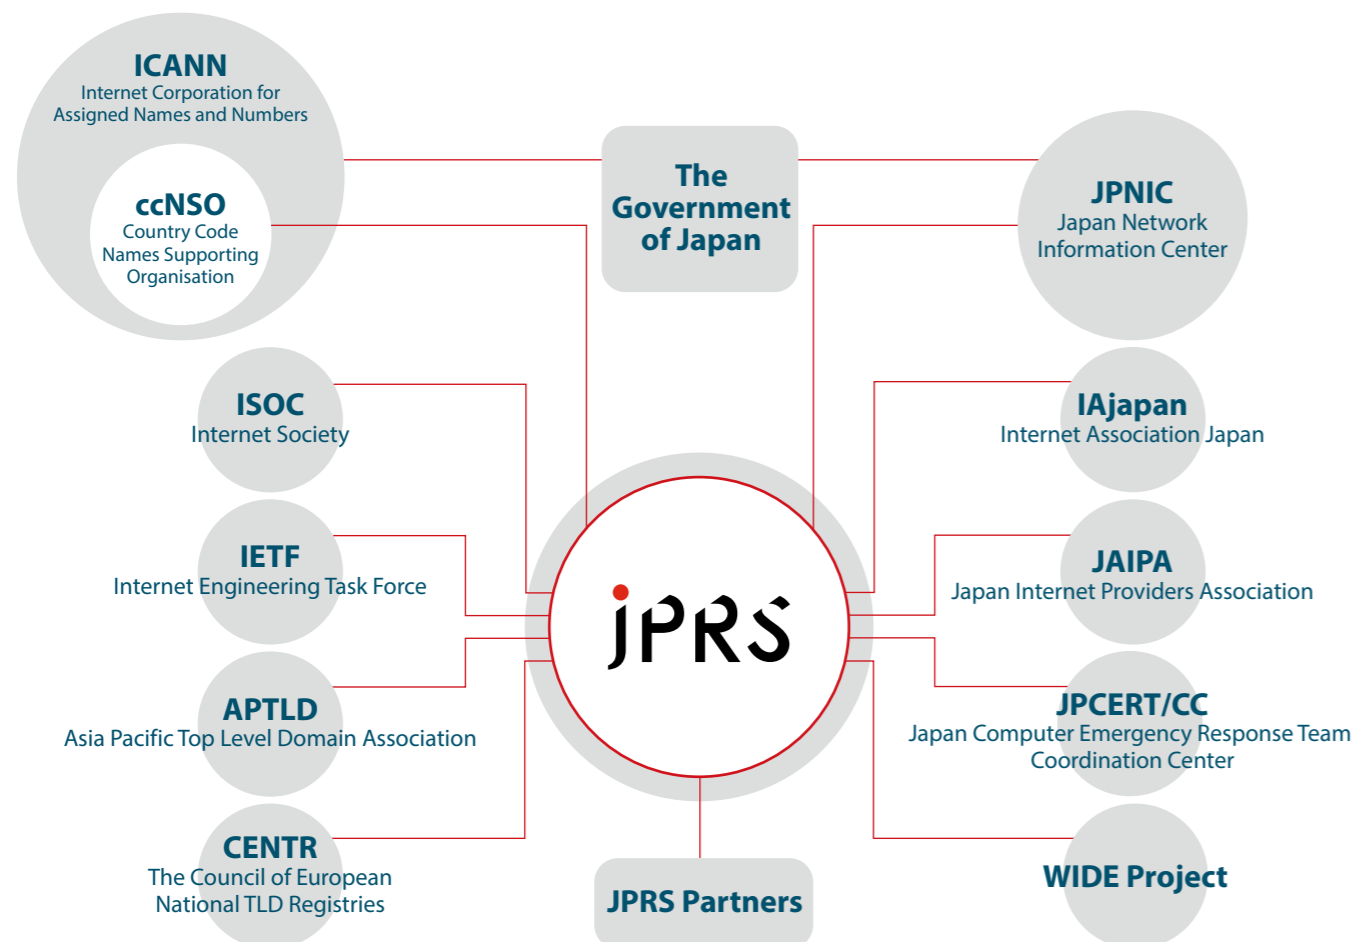 ICANN
Internet Corporation for
Assigned Names and Numbers
ccNSO
Country Code
Names Supporting
Organisation
The
Government
of Japan
JPNIC
Japan Network
Information Center
ISOC
Internet Society
IAjapan
Internet Association Japan
IETF
Internet Engineering Task Force
JPRS
JAIPA
Japan Internet Providers Association
APTLD
Asia Pacific Top Level Domain Association
JPCERT/CC
Japan Computer Emergency Response Team
Coordination Center
CENTR
The Council of European
National TLD Registries
JPRS Partners
WIDE Project